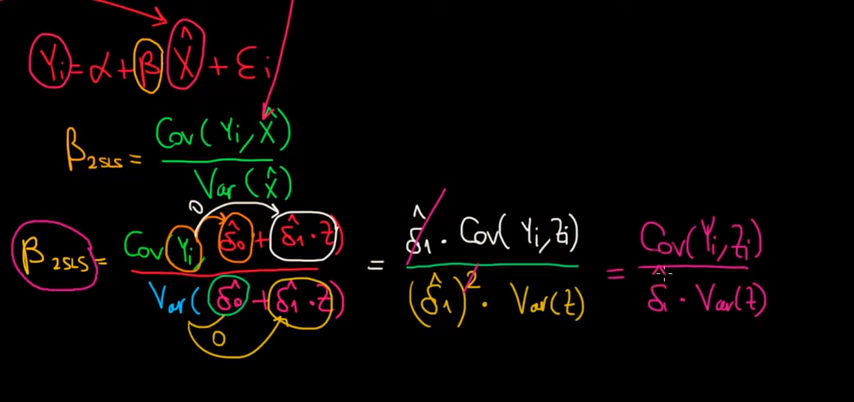 Yi = α + β X̂ + εi
β2SLS = Cov(Yi, X̂) / Var(X̂)
β2SLS = Cov(Yi, δ̂0 + δ̂1 · Z) / Var(δ̂0 + δ̂1 · Z) = δ̂1 · Cov(Yi, Zi) / (δ̂1)² · Var(Z) = Cov(Yi, Zi) / δ̂1 · Var(Z)
0
0